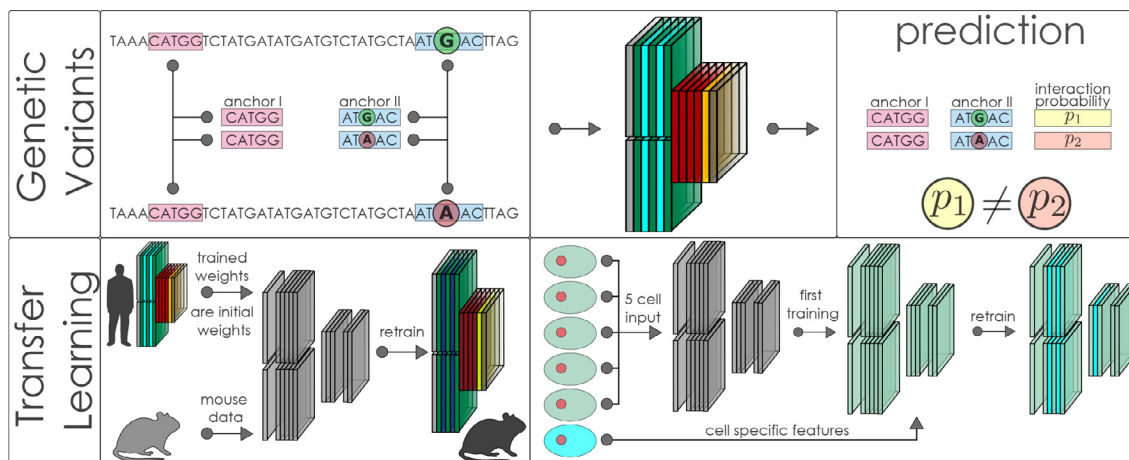 Genetic
Variants
TAAACATGGTCTATGATATGATGTCTATGCTAATGACTTAG
anchor I
anchor II
CATGG
ATGAC
CATGG
ATAAC
TAAACATGGTCTATGATATGATGTCTATGCTAATAACTTAG
prediction
anchor I
anchor II
interaction
probability
CATGG
ATGAC
p1
CATGG
ATAAC
p2
p1 ≠ p2
Transfer
Learning
trained
weights
are initial
weights
retrain
mouse
data
5 cell
input
first
training
retrain
cell specific features